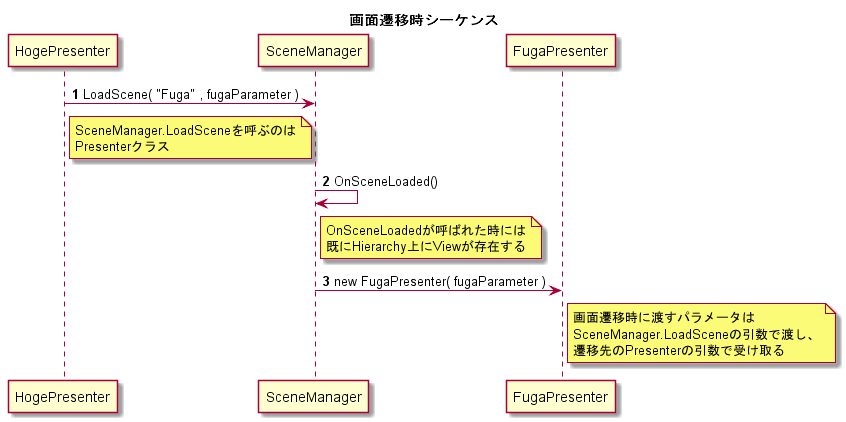 画面遷移時シーケンス
HogePresenter SceneManager FugaPresenter
1 LoadScene( "Fuga" , fugaParameter )
SceneManager.LoadSceneを呼ぶのは
Presenterクラス
2 OnSceneLoaded()
OnSceneLoadedが呼ばれた時には
既にHierarchy上にViewが存在する
3 new FugaPresenter( fugaParameter )
画面遷移時に渡すパラメータは
SceneManager.LoadSceneの引数で渡し、
遷移先のPresenterの引数で受け取る
HogePresenter SceneManager FugaPresenter